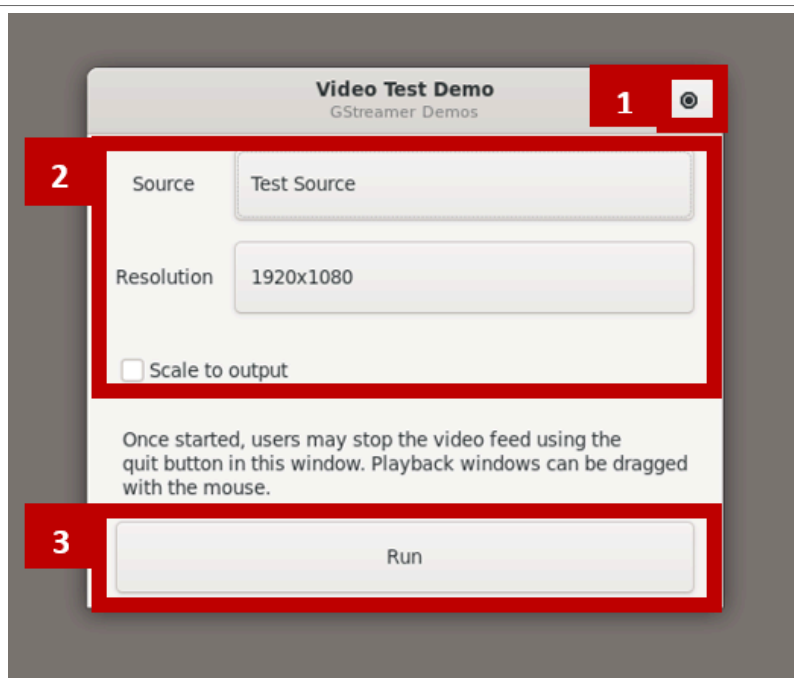 Video Test Demo
GStreamer Demos
1
2
Source
Test Source
Resolution
1920x1080
Scale to output
Once started, users may stop the video feed using the
quit button in this window. Playback windows can be dragged
with the mouse.
3
Run